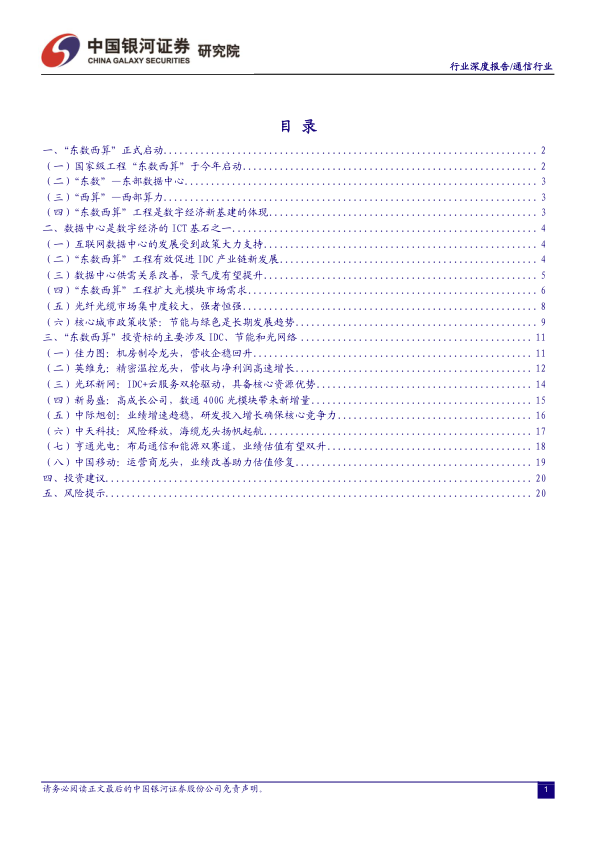 中国银河证券 研究院
CHINA GALAXY SECURITIES
行业深度报告/通信行业
目 录
一、“东数西算”正式启动 2
（一）国家级工程“东数西算”于今年启动 2
（二）“东数”—东部数据中心 3
（三）“西算”—西部算力 3
（四）“东数西算”工程是数字经济新基建的体现 3
二、数据中心是数字经济的 ICT 基石之一 4
（一）互联网数据中心的发展受到政策大力支持 4
（二）“东数西算”工程有效促进 IDC 产业链新发展 4
（三）数据中心供需关系改善，景气度有望提升 5
（四）“东数西算”工程扩大光模块市场需求 6
（五）光纤光缆市场集中度较大，强者恒强 8
（六）核心城市政策收紧：节能与绿色是长期发展趋势 9
三、“东数西算”投资标的主要涉及 IDC、节能和光网络 11
（一）佳力图：机房制冷龙头，营收企稳回升 11
（二）英维克：精密温控龙头，营收与净利润高速增长 12
（三）光环新网：IDC+云服务双轮驱动，具备核心资源优势 14
（四）新易盛：高成长公司，数通 400G 光模块带来新增量 15
（五）中际旭创：业绩增速趋稳，研发投入增长确保核心竞争力 16
（六）中天科技：风险释放，海缆龙头扬帆起航 17
（七）亨通光电：布局通信和能源双赛道，业绩估值有望双升 18
（八）中国移动：运营商龙头，业绩改善助力估值修复 19
四、投资建议 20
五、风险提示 20
请务必阅读正文最后的中国银河证券股份公司免责声明。
1